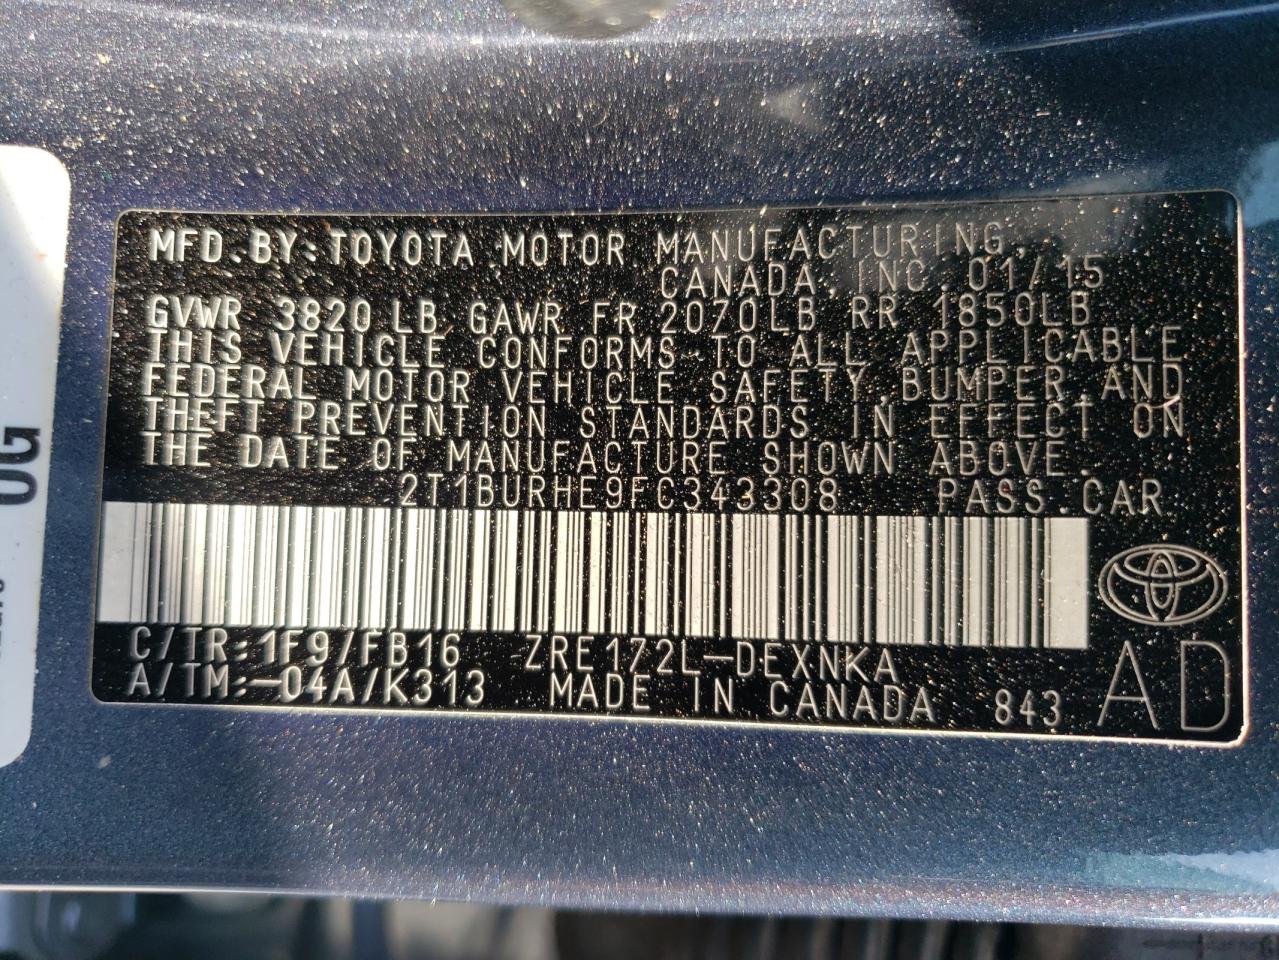 MFD.BY:TOYOTA MOTOR MANUFACTURING,
CANADA,INC.01/15
GVWR 3820LB GAWR FR 2070LB RR 1850LB
THIS VEHICLE CONFORMS TO ALL APPLICABLE
FEDERAL MOTOR VEHICLE SAFETY,BUMPER,AND
THEFT PREVENTION STANDARDS IN EFFECT ON
THE DATE OF MANUFACTURE SHOWN ABOVE.
2T1BURHE9FC343308 PASS.CAR
C/TR:1F9/FB16 ZRE172L-DEXNKA
A/TM:-04A/K313 MADE IN CANADA 843 AD
0G